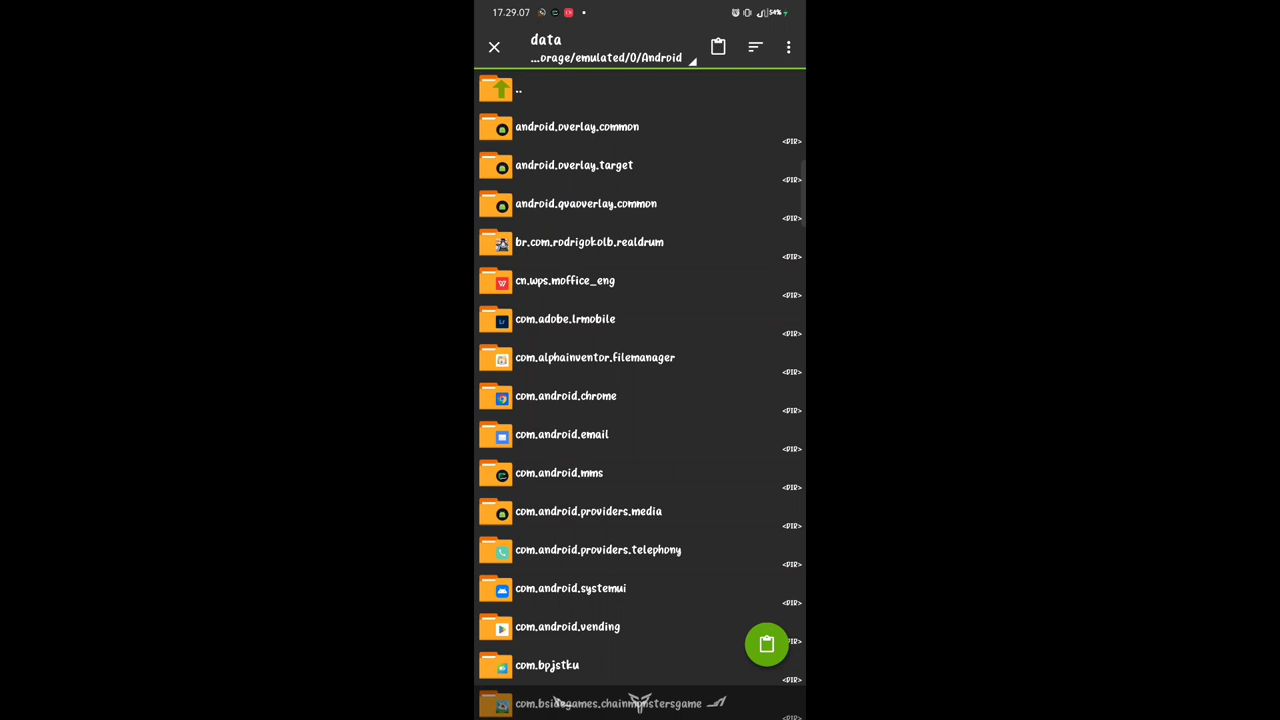 17.29.07
54%
data
...orage/emulated/0/Android
..
android.overlay.common
<DIR>
android.overlay.target
<DIR>
android.qvaoverlay.common
<DIR>
br.com.rodrigokolb.realdrum
<DIR>
cn.wps.moffice_eng
<DIR>
com.adobe.lrmobile
<DIR>
com.alphainventor.filemanager
<DIR>
com.android.chrome
<DIR>
com.android.email
<DIR>
com.android.mms
<DIR>
com.android.providers.media
<DIR>
com.android.providers.telephony
<DIR>
com.android.systemui
<DIR>
com.android.vending
<DIR>
com.bpjstku
<DIR>
com.bsidegames.chainmonstersgame